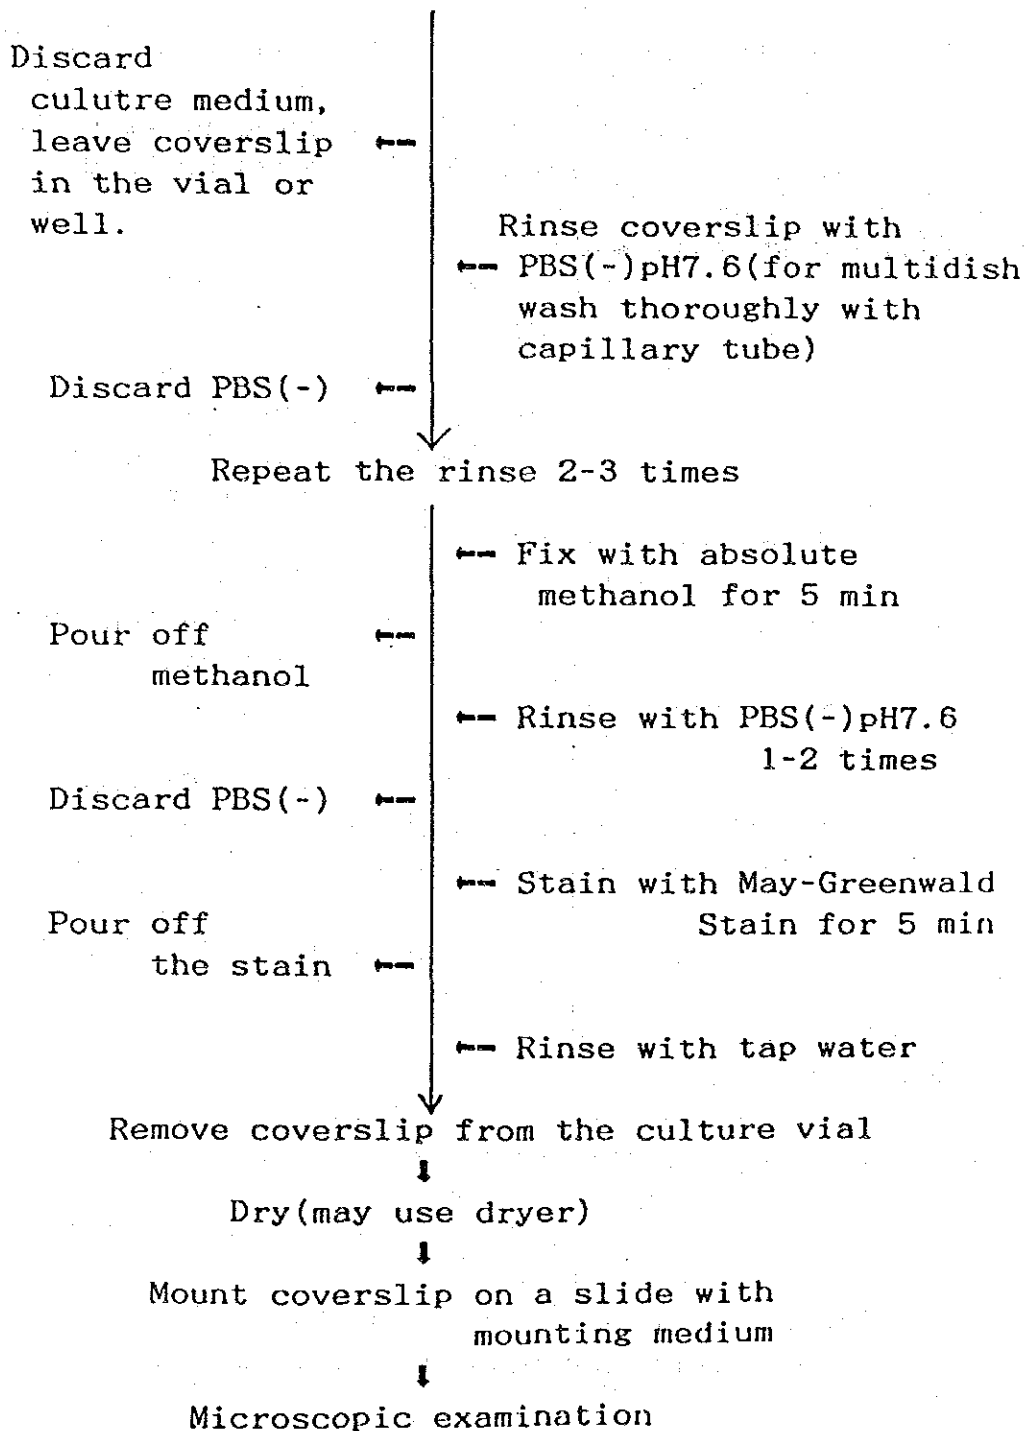 Discard
culutre medium,
leave coverslip
in the vial or
well.
Rinse coverslip with
PBS(-)pH7.6(for multidish
wash thoroughly with
capillary tube)
Discard PBS(-)
Repeat the rinse 2-3 times
Fix with absolute
methanol for 5 min
Pour off
methanol
Rinse with PBS(-)pH7.6
1-2 times
Discard PBS(-)
Stain with May-Greenwald
Stain for 5 min
Pour off
the stain
Rinse with tap water
Remove coverslip from the culture vial
Dry(may use dryer)
Mount coverslip on a slide with
mounting medium
Microscopic examination